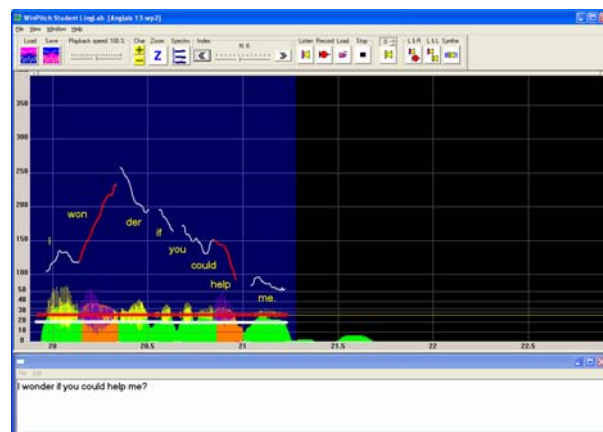 WinPitch Student LingLab [Anglais 13.wp2]
File View Window Help
Load Save Playback speed 100% Char Zoom Spectro Index N. 6 Listen Record Load Stop L & R L & L Synthe
350
300
250
200
150
100
50
40
30
20
10
0
I won der if you could help me.
20 20.5 21 21.5 22 22.5
File Edit
I wonder if you could help me?